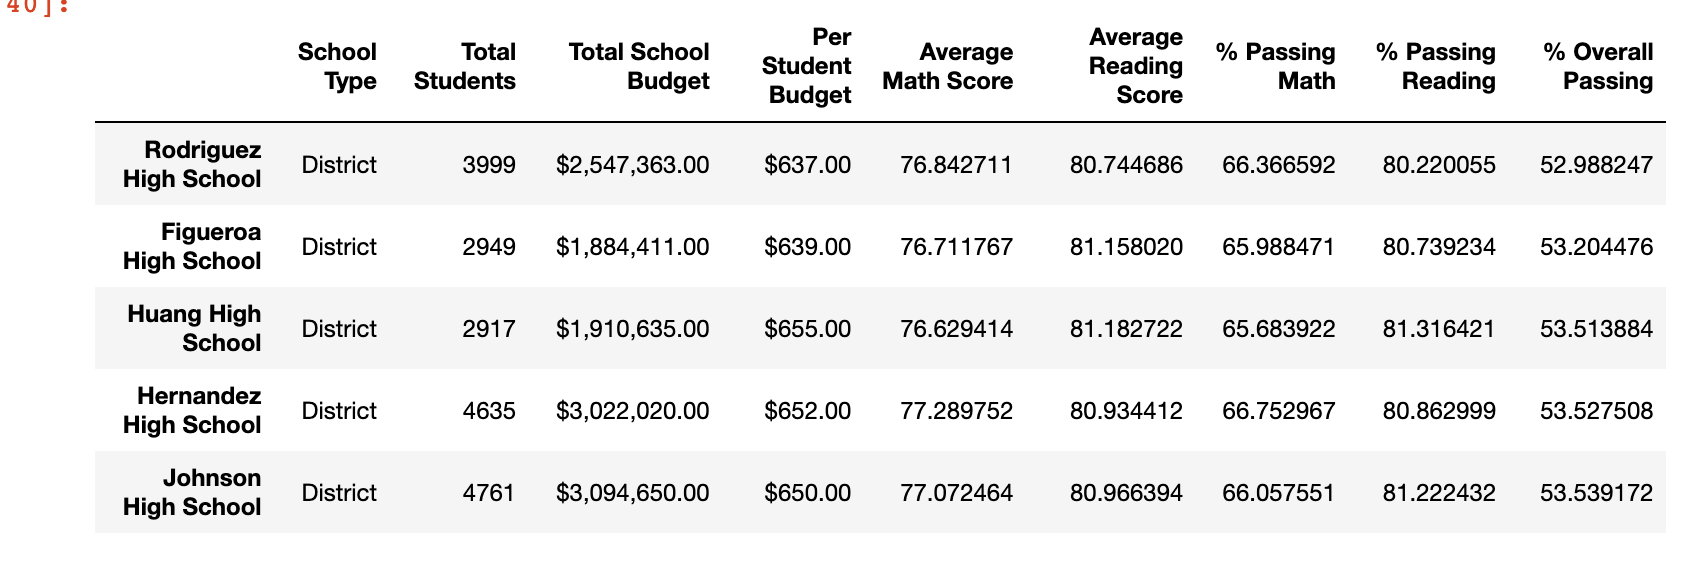 40]:
School Type Total Students Total School Budget Per Student Budget Average Math Score Average Reading Score % Passing Math % Passing Reading % Overall Passing
Rodriguez High School District 3999 $2,547,363.00 $637.00 76.842711 80.744686 66.366592 80.220055 52.988247
Figueroa High School District 2949 $1,884,411.00 $639.00 76.711767 81.158020 65.988471 80.739234 53.204476
Huang High School District 2917 $1,910,635.00 $655.00 76.629414 81.182722 65.683922 81.316421 53.513884
Hernandez High School District 4635 $3,022,020.00 $652.00 77.289752 80.934412 66.752967 80.862999 53.527508
Johnson High School District 4761 $3,094,650.00 $650.00 77.072464 80.966394 66.057551 81.222432 53.539172